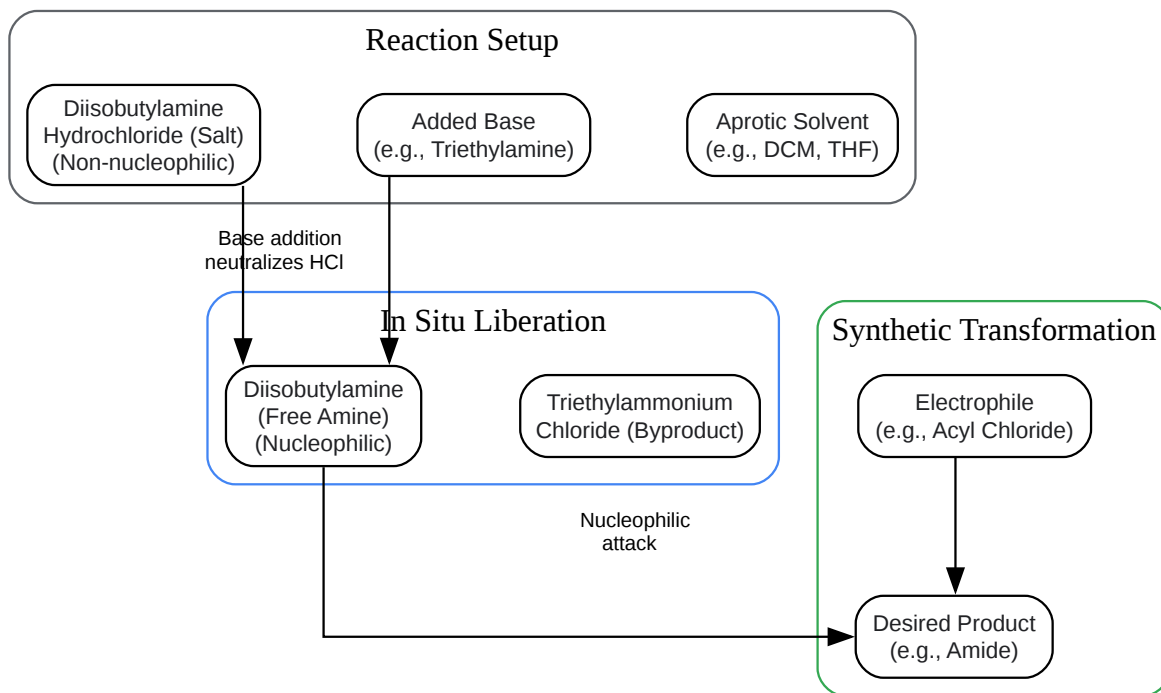 Reaction Setup
Diisobutylamine
Hydrochloride (Salt)
(Non-nucleophilic)
Added Base
(e.g., Triethylamine)
Aprotic Solvent
(e.g., DCM, THF)
Base addition
neutralizes HCl
In Situ Liberation
Diisobutylamine
(Free Amine)
(Nucleophilic)
Triethylammonium
Chloride (Byproduct)
Synthetic Transformation
Electrophile
(e.g., Acyl Chloride)
Nucleophilic
attack
Desired Product
(e.g., Amide)